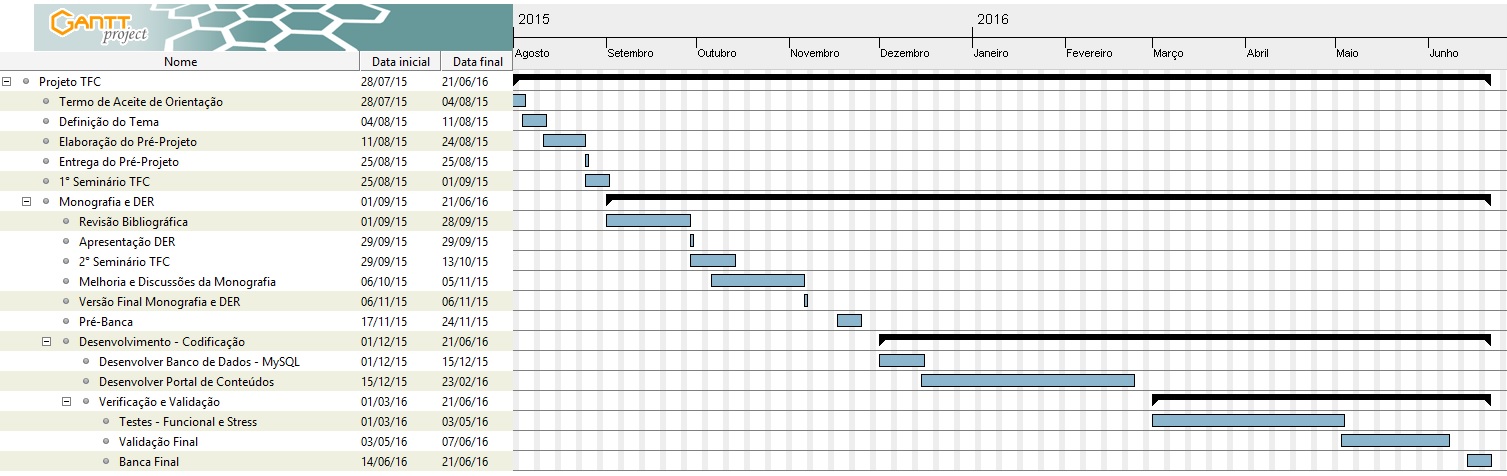 GANTT project
2015 2016
Agosto Setembro Outubro Novembro Dezembro Janeiro Fevereiro Março Abril Maio Junho
Nome Data inicial Data final
Projeto TFC 28/07/15 21/06/16
Termo de Aceite de Orientação 28/07/15 04/08/15
Definição do Tema 04/08/15 11/08/15
Elaboração do Pré-Projeto 11/08/15 24/08/15
Entrega do Pré-Projeto 25/08/15 25/08/15
1° Seminário TFC 25/08/15 01/09/15
Monografia e DER 01/09/15 21/06/16
Revisão Bibliográfica 01/09/15 28/09/15
Apresentação DER 29/09/15 29/09/15
2° Seminário TFC 29/09/15 13/10/15
Melhoria e Discussões da Monografia 06/10/15 05/11/15
Versão Final Monografia e DER 06/11/15 06/11/15
Pré-Banca 17/11/15 24/11/15
Desenvolvimento - Codificação 01/12/15 21/06/16
Desenvolver Banco de Dados - MySQL 01/12/15 15/12/15
Desenvolver Portal de Conteúdos 15/12/15 23/02/16
Verificação e Validação 01/03/16 21/06/16
Testes - Funcional e Stress 01/03/16 03/05/16
Validação Final 03/05/16 07/06/16
Banca Final 14/06/16 21/06/16